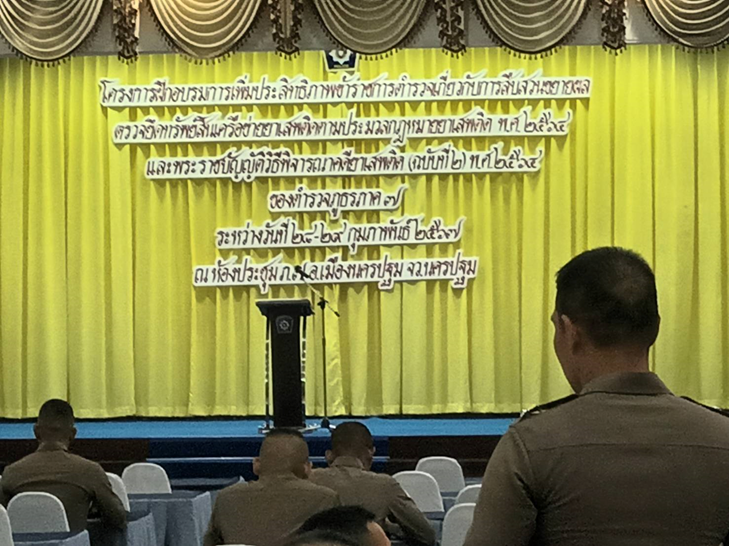 โครงการฝึกอบรมการเพิ่มประสิทธิภาพข้าราชการตำรวจเกี่ยวกับการสืบสวนขยายผล
ตรวจยึดทรัพย์สินเครือข่ายยาเสพติดตามประมวลกฎหมายยาเสพติด พ.ศ.๒๕๖๔
และพระราชบัญญัติวิธีพิจารณาคดียาเสพติด (ฉบับที่ ๒) พ.ศ.๒๕๖๔
ของตำรวจภูธรภาค ๗
ระหว่างวันที่ ๒๘-๒๙ กุมภาพันธ์ ๒๕๖๗
ณ ห้องประชุม ภ.จว. อ.เมืองนครปฐม จว.นครปฐม